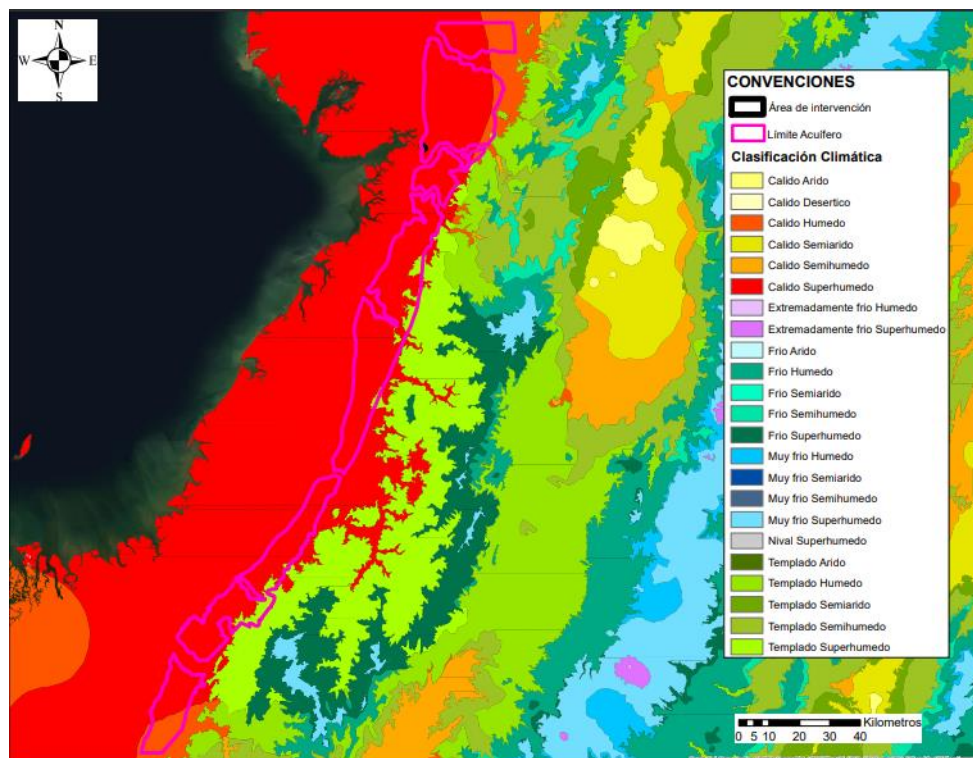 N
W E
S
CONVENCIONES
Área de intervención
Límite Acuífero
Clasificación Climática
Calido Arido
Calido Desertico
Calido Humedo
Calido Semiarido
Calido Semihumedo
Calido Superhumedo
Extremadamente frio Humedo
Extremadamente frio Superhumedo
Frio Arido
Frio Humedo
Frio Semiarido
Frio Semihumedo
Frio Superhumedo
Muy frio Humedo
Muy frio Semiarido
Muy frio Semihumedo
Muy frio Superhumedo
Nival Superhumedo
Templado Arido
Templado Humedo
Templado Semiarido
Templado Semihumedo
Templado Superhumedo
Kilometros
0 5 10 20 30 40